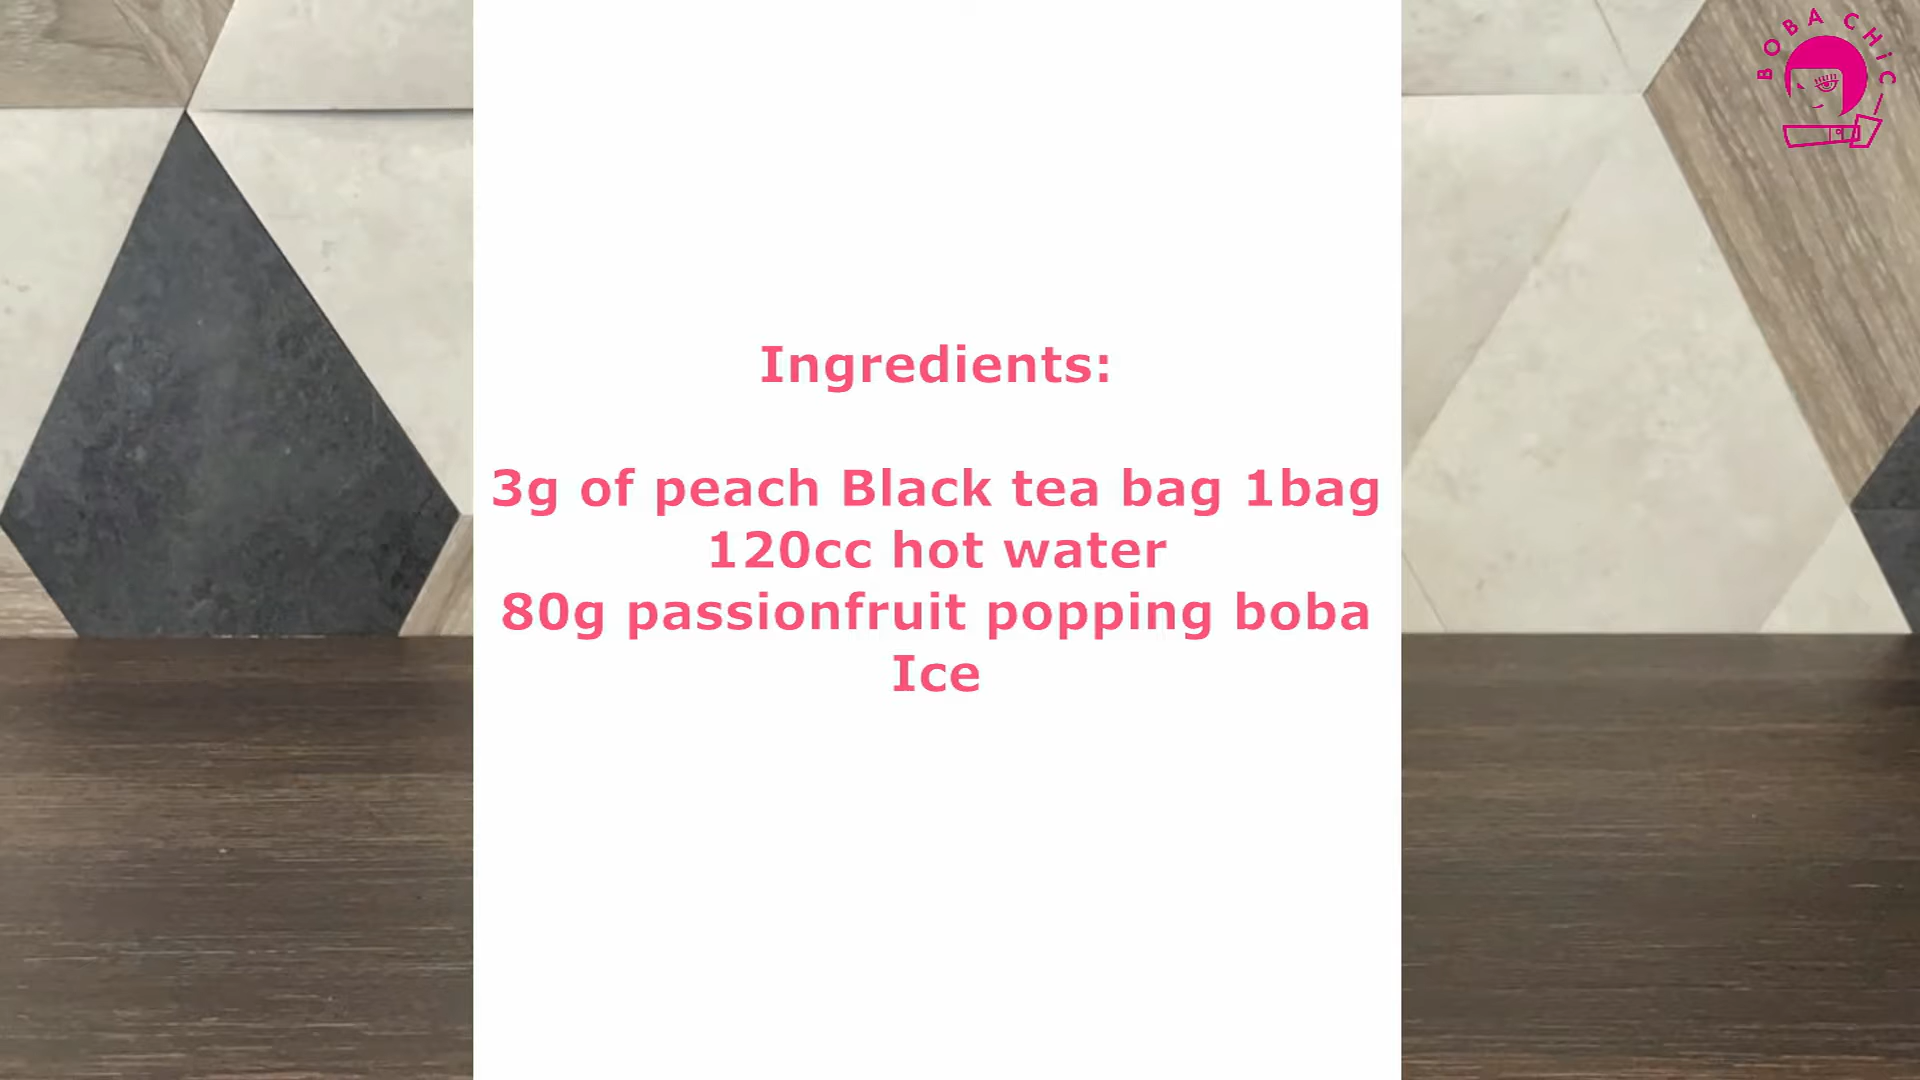 BOBA CHiC
Ingredients:
3g of peach Black tea bag 1bag
120cc hot water
80g passionfruit popping boba
Ice